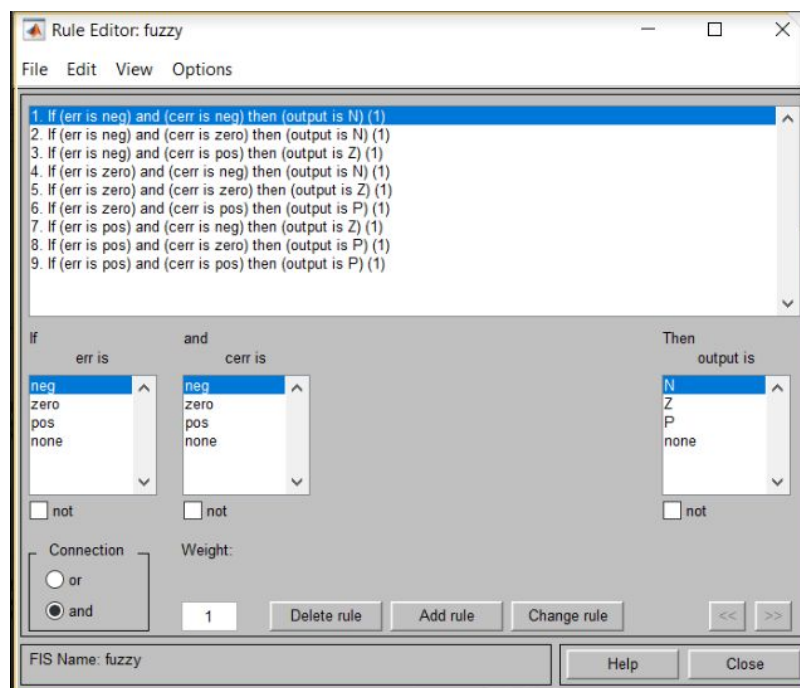 Rule Editor: fuzzy
File Edit View Options
1. If (err is neg) and (cerr is neg) then (output is N) (1)
2. If (err is neg) and (cerr is zero) then (output is N) (1)
3. If (err is neg) and (cerr is pos) then (output is Z) (1)
4. If (err is zero) and (cerr is neg) then (output is N) (1)
5. If (err is zero) and (cerr is zero) then (output is Z) (1)
6. If (err is zero) and (cerr is pos) then (output is P) (1)
7. If (err is pos) and (cerr is neg) then (output is Z) (1)
8. If (err is pos) and (cerr is zero) then (output is P) (1)
9. If (err is pos) and (cerr is pos) then (output is P) (1)
If and Then
err is cerr is output is
neg neg N
zero zero Z
pos pos P
none none none
not not not
Connection Weight:
or
and 1 Delete rule Add rule Change rule << >>
FIS Name: fuzzy Help Close